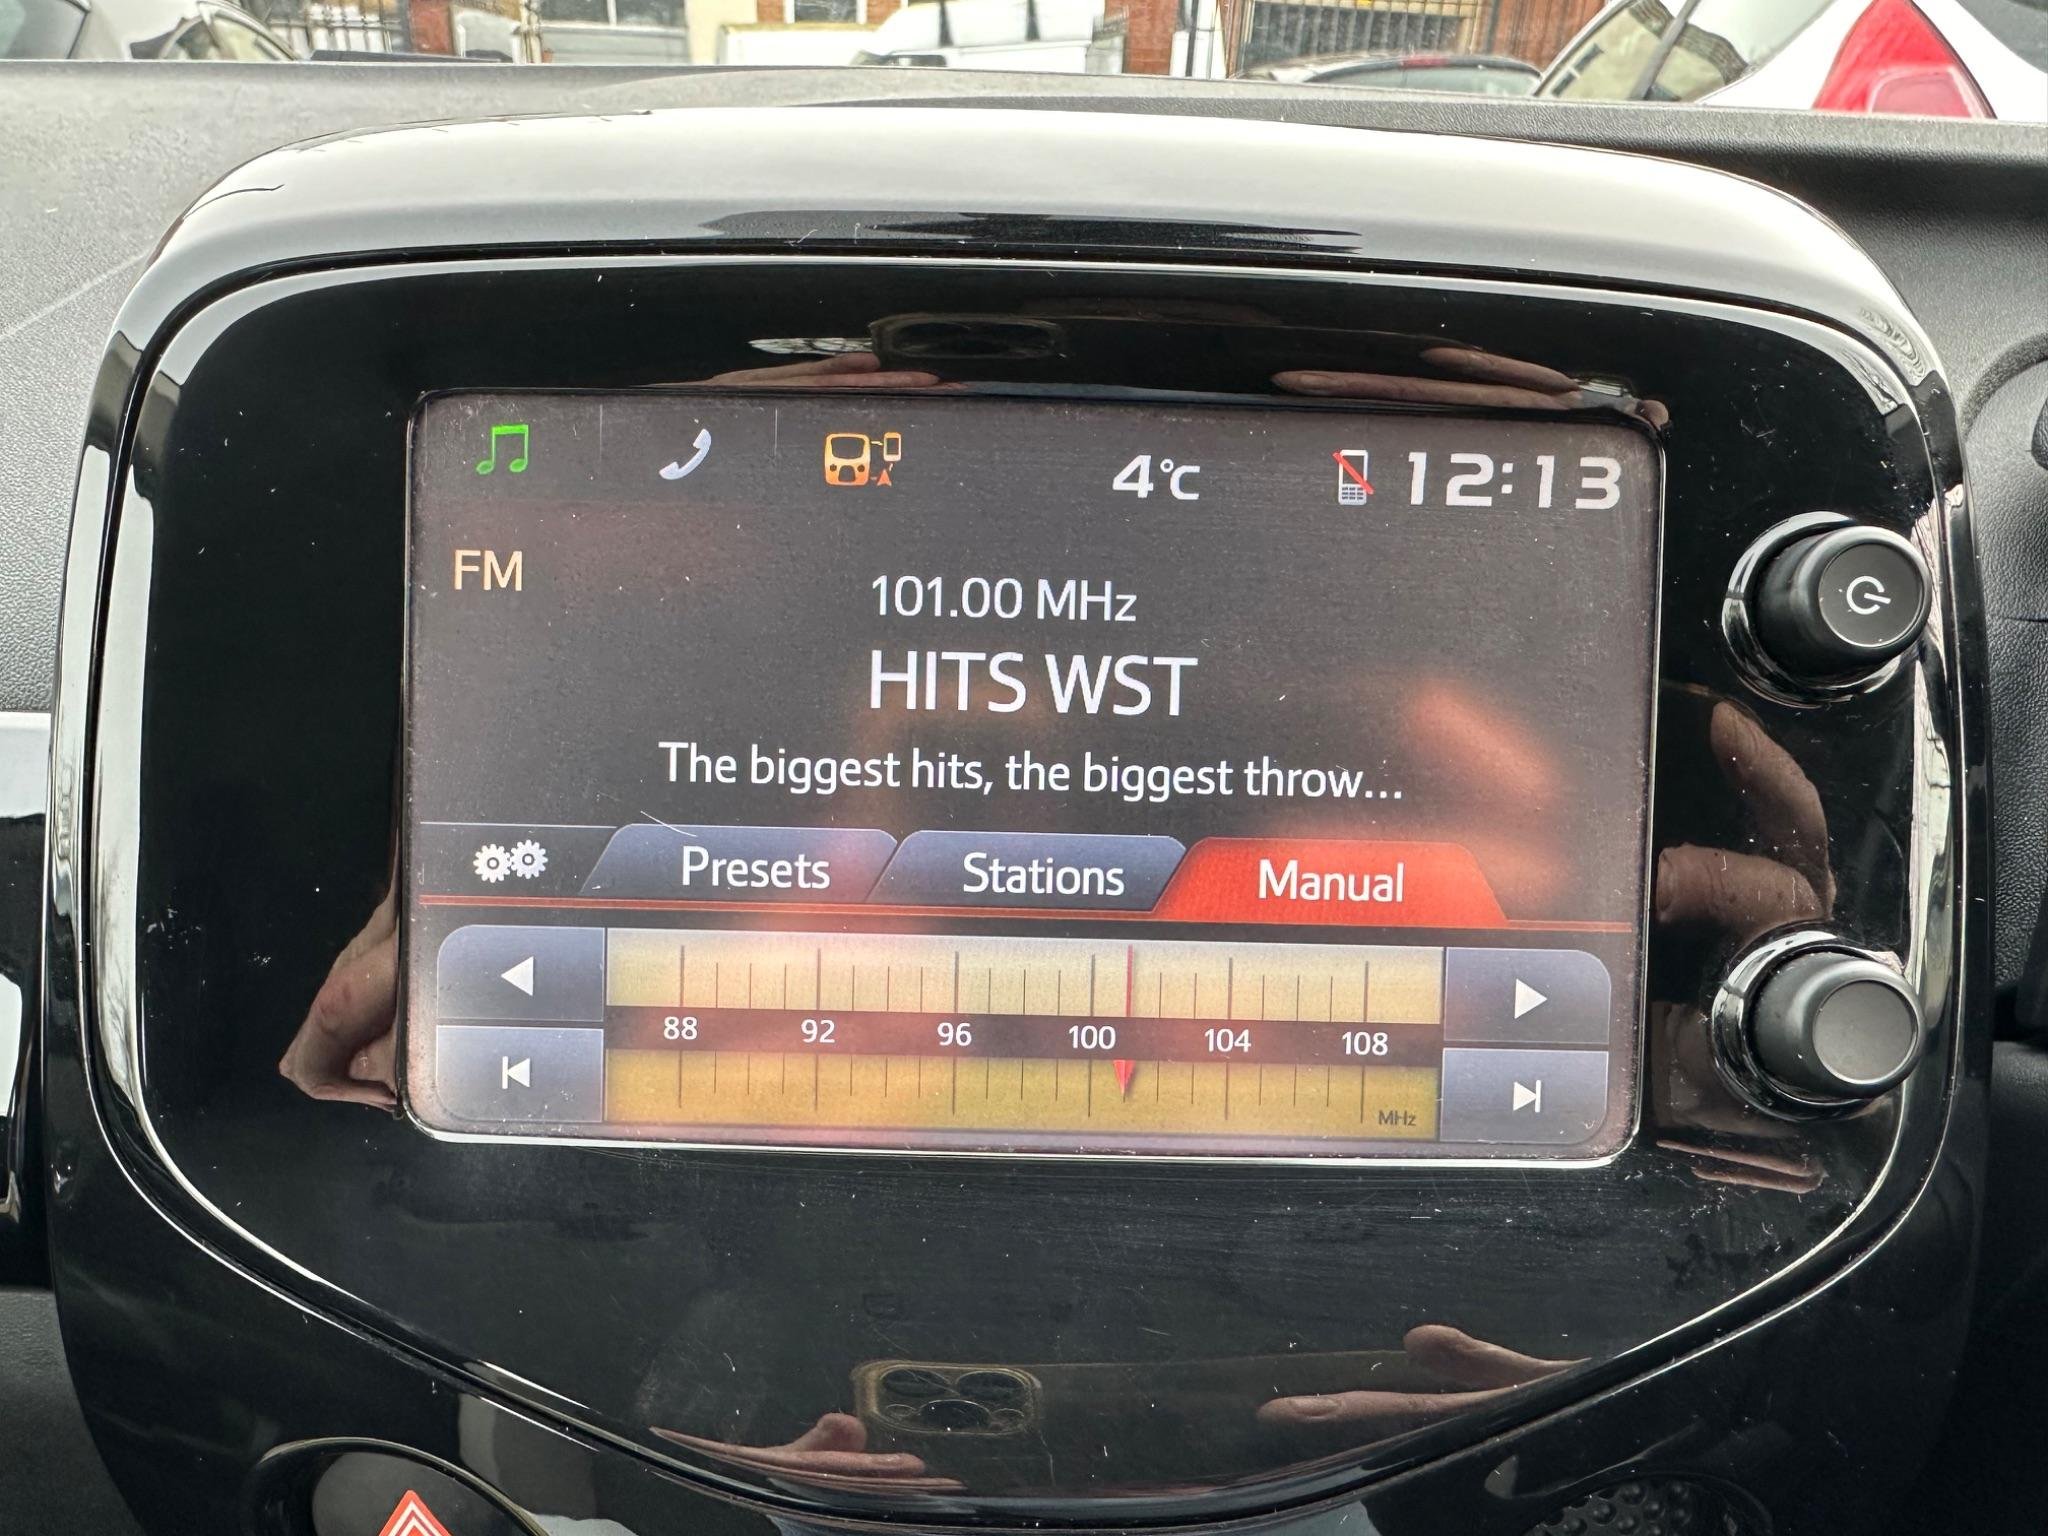 4°C 12:13
FM
101.00 MHz
HITS WST
The biggest hits, the biggest throw...
Presets Stations Manual
88 92 96 100 104 108
MHz